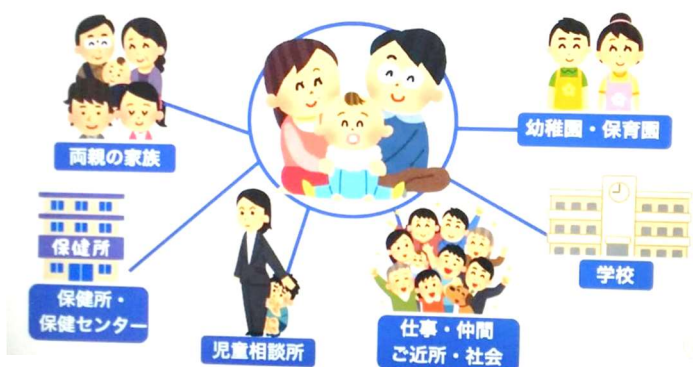 両親の家族
幼稚園・保育園
保健所
保健所・
保健センター
児童相談所
仕事・仲間
ご近所・社会
学校